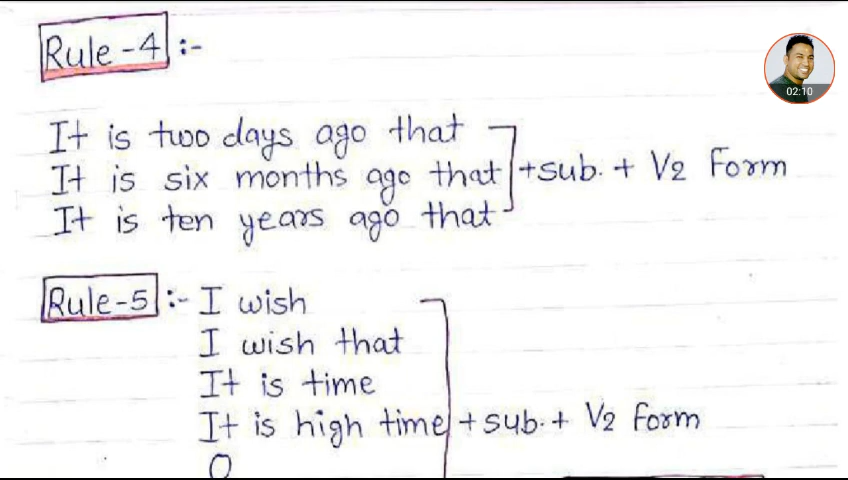 Rule-4 :-
It is two days ago that
It is six months ago that +sub. + V2 Form
It is ten years ago that
Rule-5 :- I wish
I wish that
It is time
It is high time + sub. + V2 Form
O
02:10